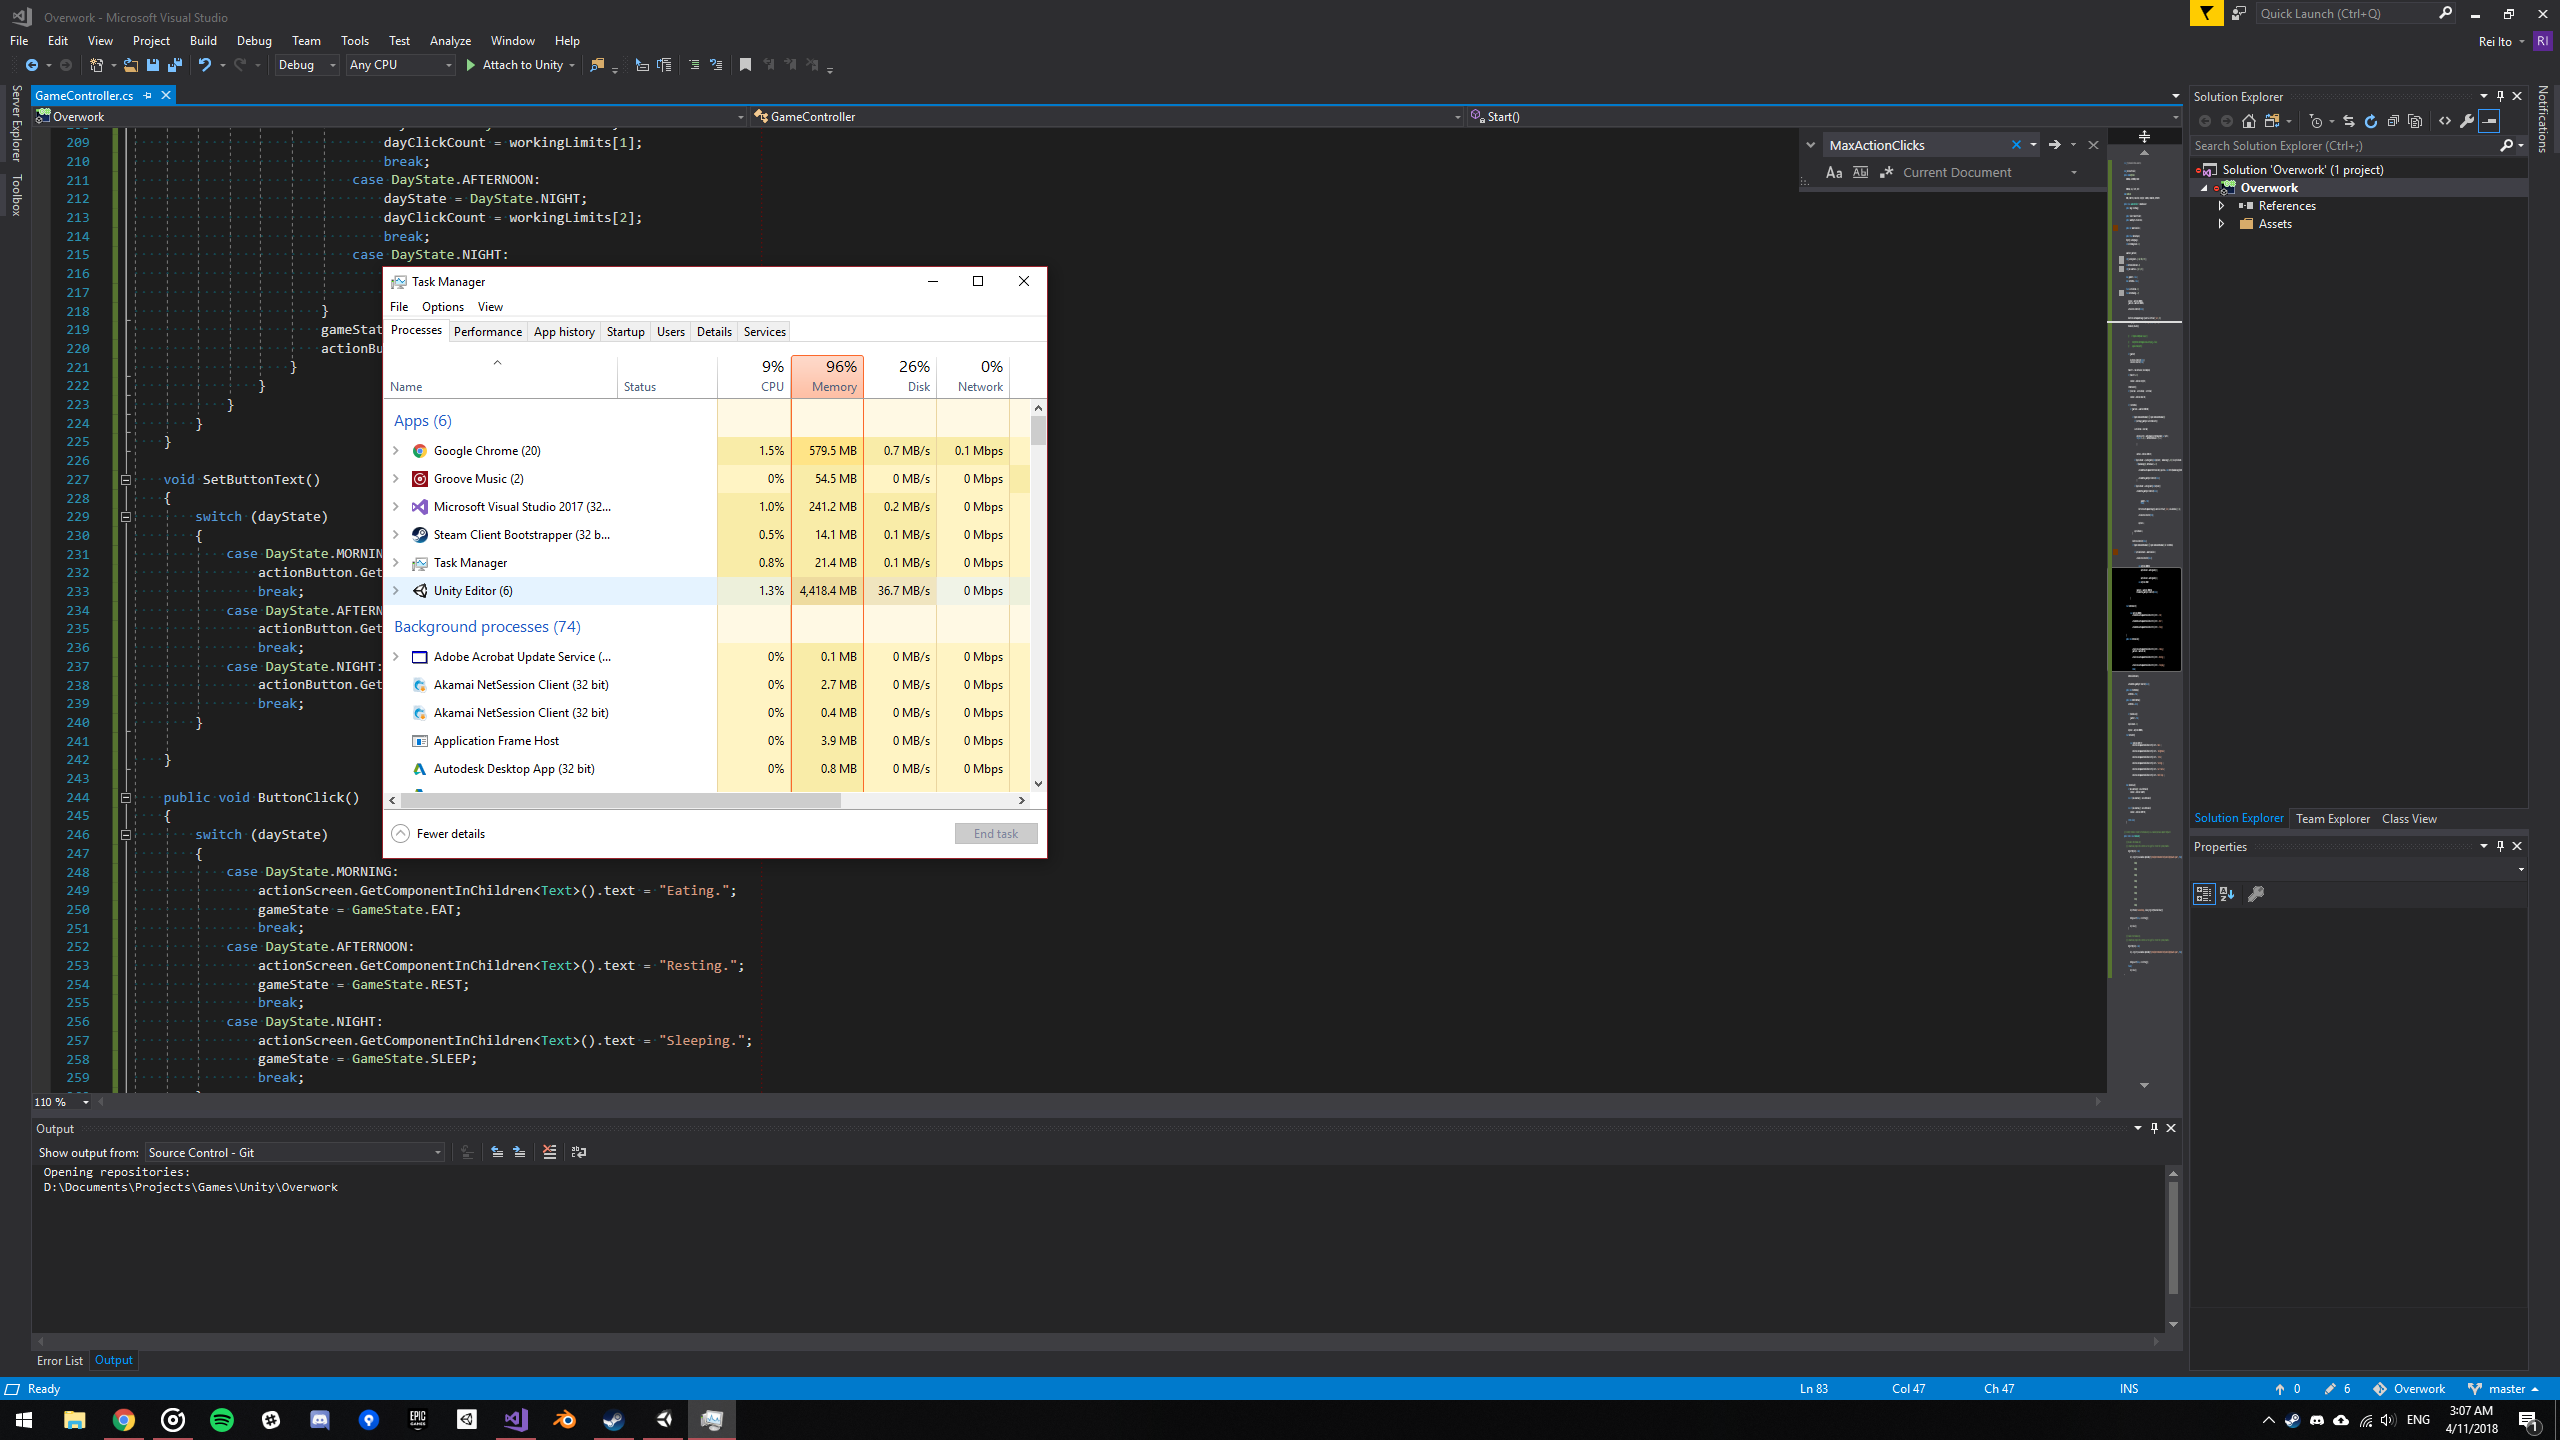 Overwork - Microsoft Visual Studio
Quick Launch (Ctrl+Q)
File Edit View Project Build Debug Team Tools Test Analyze Window Help
Rei Ito RI
Debug Any CPU Attach to Unity
Server Explorer
Toolbox
Notifications
GameController.cs
Overwork GameController Start()
MaxActionClicks
Current Document
209 dayClickCount = workingLimits[1];
210 break;
211 case DayState.AFTERNOON:
212 dayState = DayState.NIGHT;
213 dayClickCount = workingLimits[2];
214 break;
215 case DayState.NIGHT:
216
217
218 }
219 gameStat
220 actionBu
221 }
222 }
223 }
224 }
225 }
226
227 void SetButtonText()
228 {
229 switch (dayState)
230 {
231 case DayState.MORNIN
232 actionButton.Get
233 break;
234 case DayState.AFTERN
235 actionButton.Get
236 break;
237 case DayState.NIGHT:
238 actionButton.Get
239 break;
240 }
241
242 }
243
244 public void ButtonClick()
245 {
246 switch (dayState)
247 {
248 case DayState.MORNING:
249 actionScreen.GetComponentInChildren<Text>().text = "Eating.";
250 gameState = GameState.EAT;
251 break;
252 case DayState.AFTERNOON:
253 actionScreen.GetComponentInChildren<Text>().text = "Resting.";
254 gameState = GameState.REST;
255 break;
256 case DayState.NIGHT:
257 actionScreen.GetComponentInChildren<Text>().text = "Sleeping.";
258 gameState = GameState.SLEEP;
259 break;
110 %
Task Manager
File Options View
Processes Performance App history Startup Users Details Services
9% 96% 26% 0%
Name Status CPU Memory Disk Network
Apps (6)
Google Chrome (20) 1.5% 579.5 MB 0.7 MB/s 0.1 Mbps
Groove Music (2) 0% 54.5 MB 0 MB/s 0 Mbps
Microsoft Visual Studio 2017 (32... 1.0% 241.2 MB 0.2 MB/s 0 Mbps
Steam Client Bootstrapper (32 b... 0.5% 14.1 MB 0.1 MB/s 0 Mbps
Task Manager 0.8% 21.4 MB 0.1 MB/s 0 Mbps
Unity Editor (6) 1.3% 4,418.4 MB 36.7 MB/s 0 Mbps
Background processes (74)
Adobe Acrobat Update Service (... 0% 0.1 MB 0 MB/s 0 Mbps
Akamai NetSession Client (32 bit) 0% 2.7 MB 0 MB/s 0 Mbps
Akamai NetSession Client (32 bit) 0% 0.4 MB 0 MB/s 0 Mbps
Application Frame Host 0% 3.9 MB 0 MB/s 0 Mbps
Autodesk Desktop App (32 bit) 0% 0.8 MB 0 MB/s 0 Mbps
Fewer details End task
Solution Explorer
Search Solution Explorer (Ctrl+;)
Solution 'Overwork' (1 project)
Overwork
References
Assets
Solution Explorer Team Explorer Class View
Properties
Output
Show output from: Source Control - Git
Opening repositories:
D:\Documents\Projects\Games\Unity\Overwork
Error List Output
Ready Ln 83 Col 47 Ch 47 INS 0 6 Overwork master
EPIC GAMES
ENG
3:07 AM
4/11/2018
1